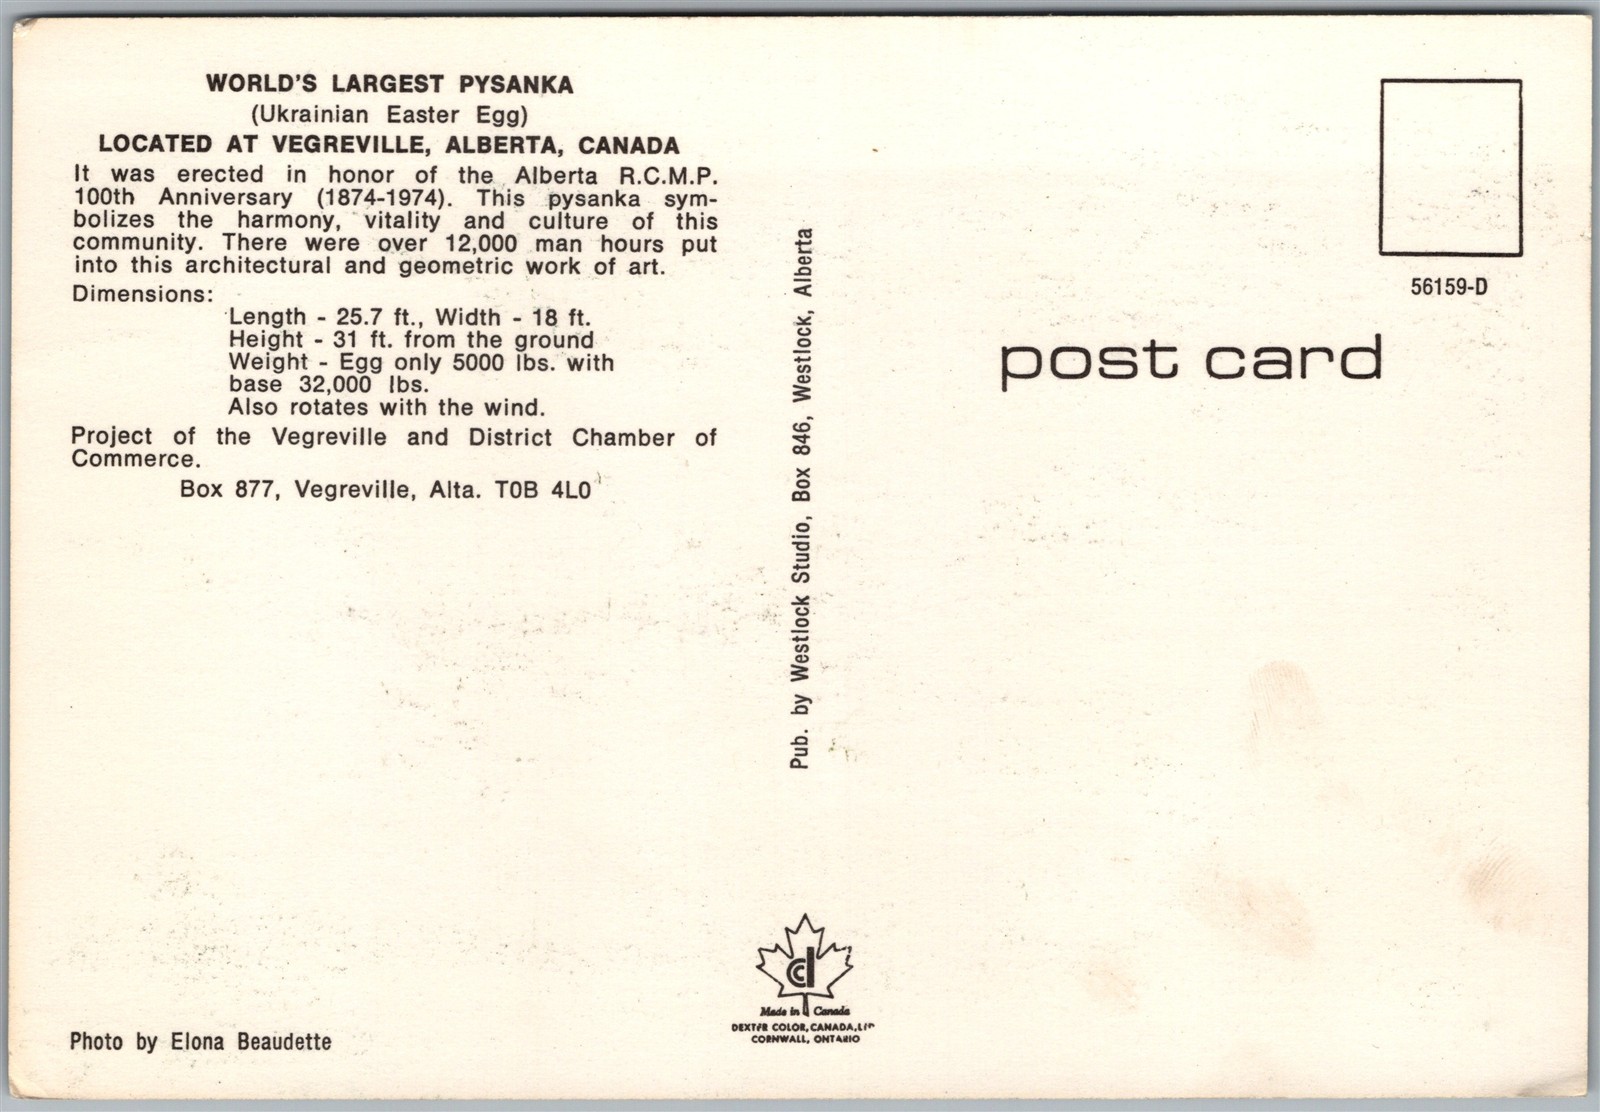 WORLD'S LARGEST PYSANKA
(Ukrainian Easter Egg)
LOCATED AT VEGREVILLE, ALBERTA, CANADA
It was erected in honor of the Alberta R.C.M.P.
100th Anniversary (1874-1974). This pysanka sym-
bolizes the harmony, vitality and culture of this
community. There were over 12,000 man hours put
into this architectural and geometric work of art.
Dimensions:
Length - 25.7 ft., Width - 18 ft.
Height - 31 ft. from the ground
Weight - Egg only 5000 lbs. with
base 32,000 lbs.
Also rotates with the wind.
Project of the Vegreville and District Chamber of
Commerce.
Box 877, Vegreville, Alta. T0B 4L0
Photo by Elona Beaudette
Pub. by Westlock Studio, Box 846, Westlock, Alberta
cd
Made in Canada
DEXTER COLOR, CANADA, LTD
CORNWALL, ONTARIO
56159-D
post card